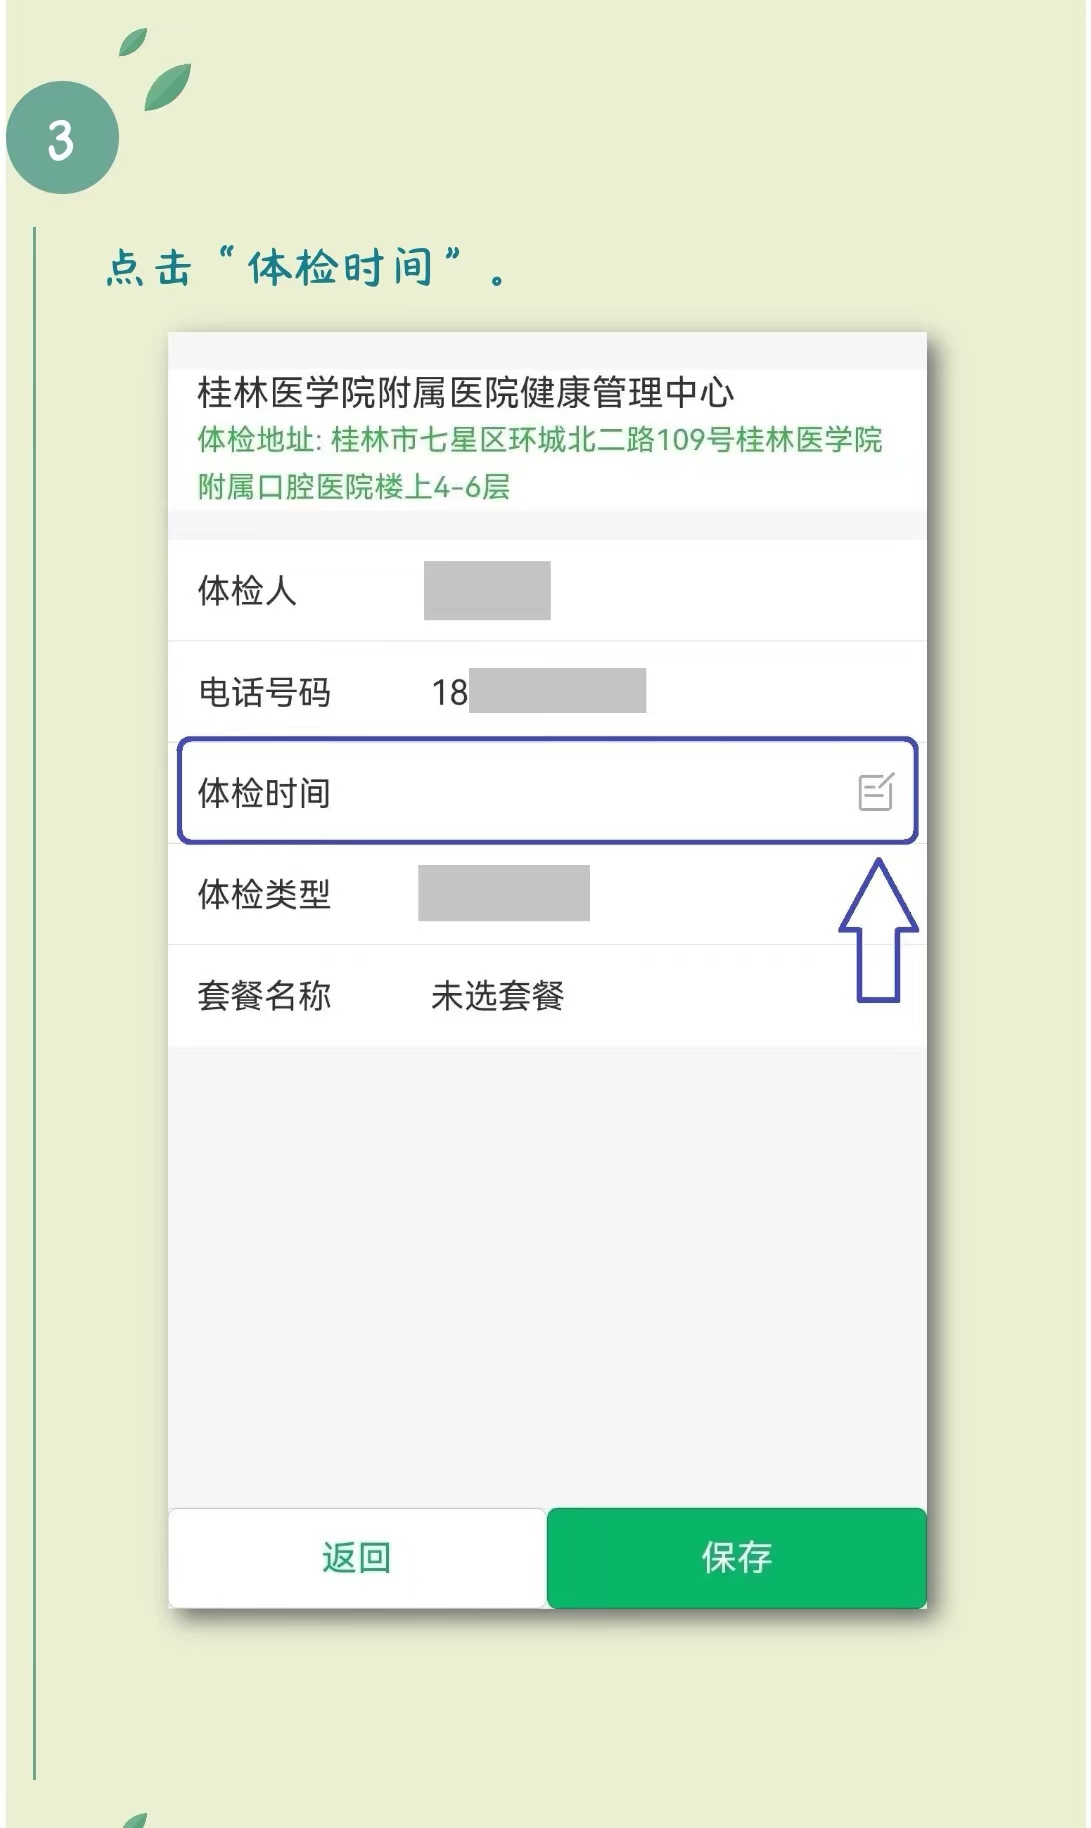 3
点击“体检时间”。
桂林医学院附属医院健康管理中心
体检地址: 桂林市七星区环城北二路109号桂林医学院
附属口腔医院楼上4-6层
体检人
电话号码 18
体检时间
体检类型
套餐名称 未选套餐
返回 保存